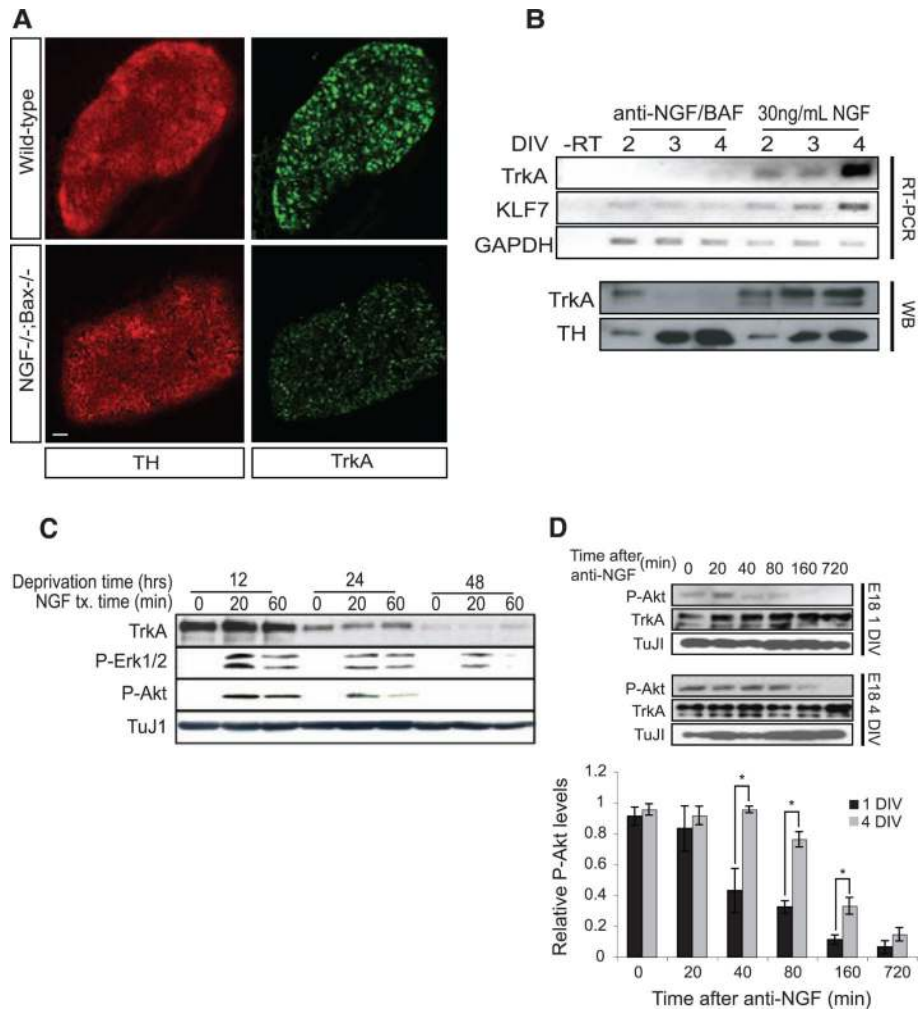 A
Wild-type
NGF-/-;Bax-/-
TH
TrkA
B
anti-NGF/BAF 30ng/mL NGF
DIV -RT 2 3 4 2 3 4
TrkA
KLF7
GAPDH
RT-PCR
TrkA
TH
WB
C
Deprivation time (hrs) 12 24 48
NGF tx. time (min) 0 20 60 0 20 60 0 20 60
TrkA
P-Erk1/2
P-Akt
TuJ1
D
Time after (min)
anti-NGF 0 20 40 80 160 720
P-Akt
TrkA
TuJI
E18 1 DIV
P-Akt
TrkA
TuJI
E18 4 DIV
Relative P-Akt levels
1.2
1
0.8
0.6
0.4
0.2
0
* * *
1 DIV
4 DIV
0 20 40 80 160 720
Time after anti-NGF (min)